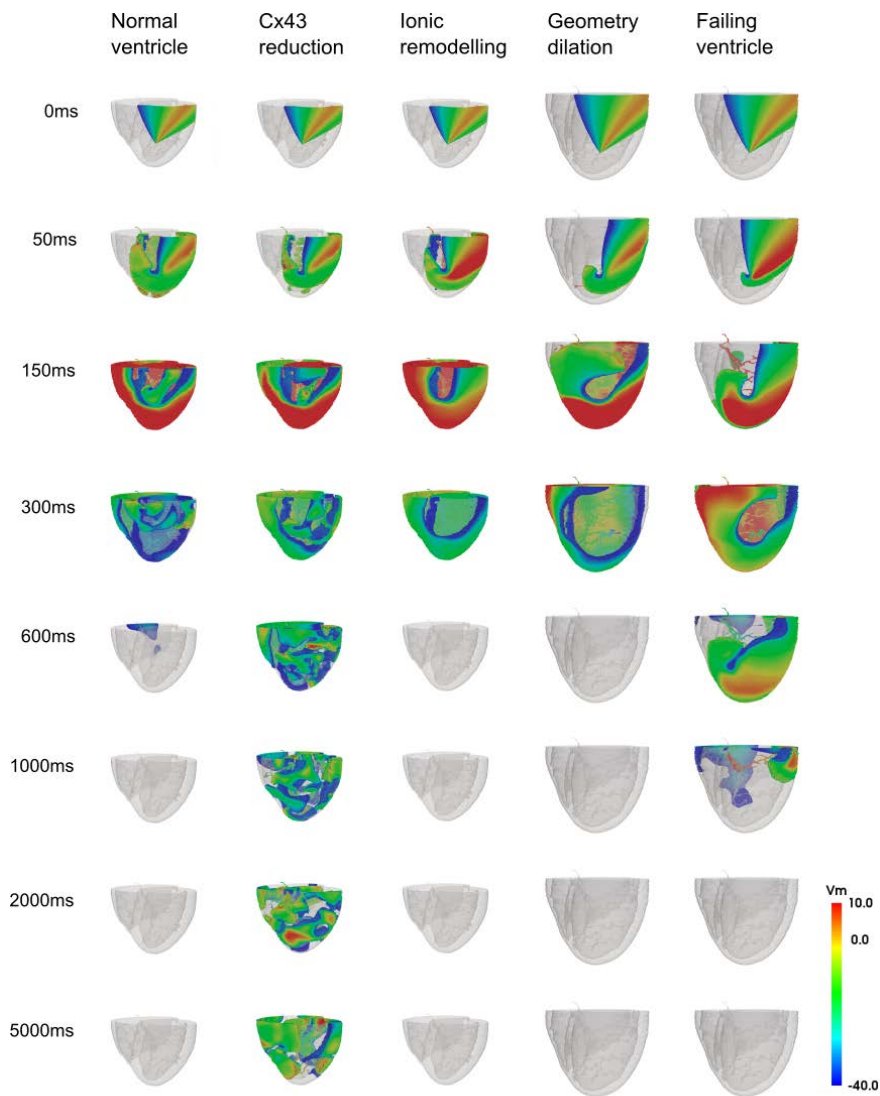 Normal
ventricle
Cx43
reduction
Ionic
remodelling
Geometry
dilation
Failing
ventricle
0ms
50ms
150ms
300ms
600ms
1000ms
2000ms
5000ms
Vm
10.0
0.0
-40.0